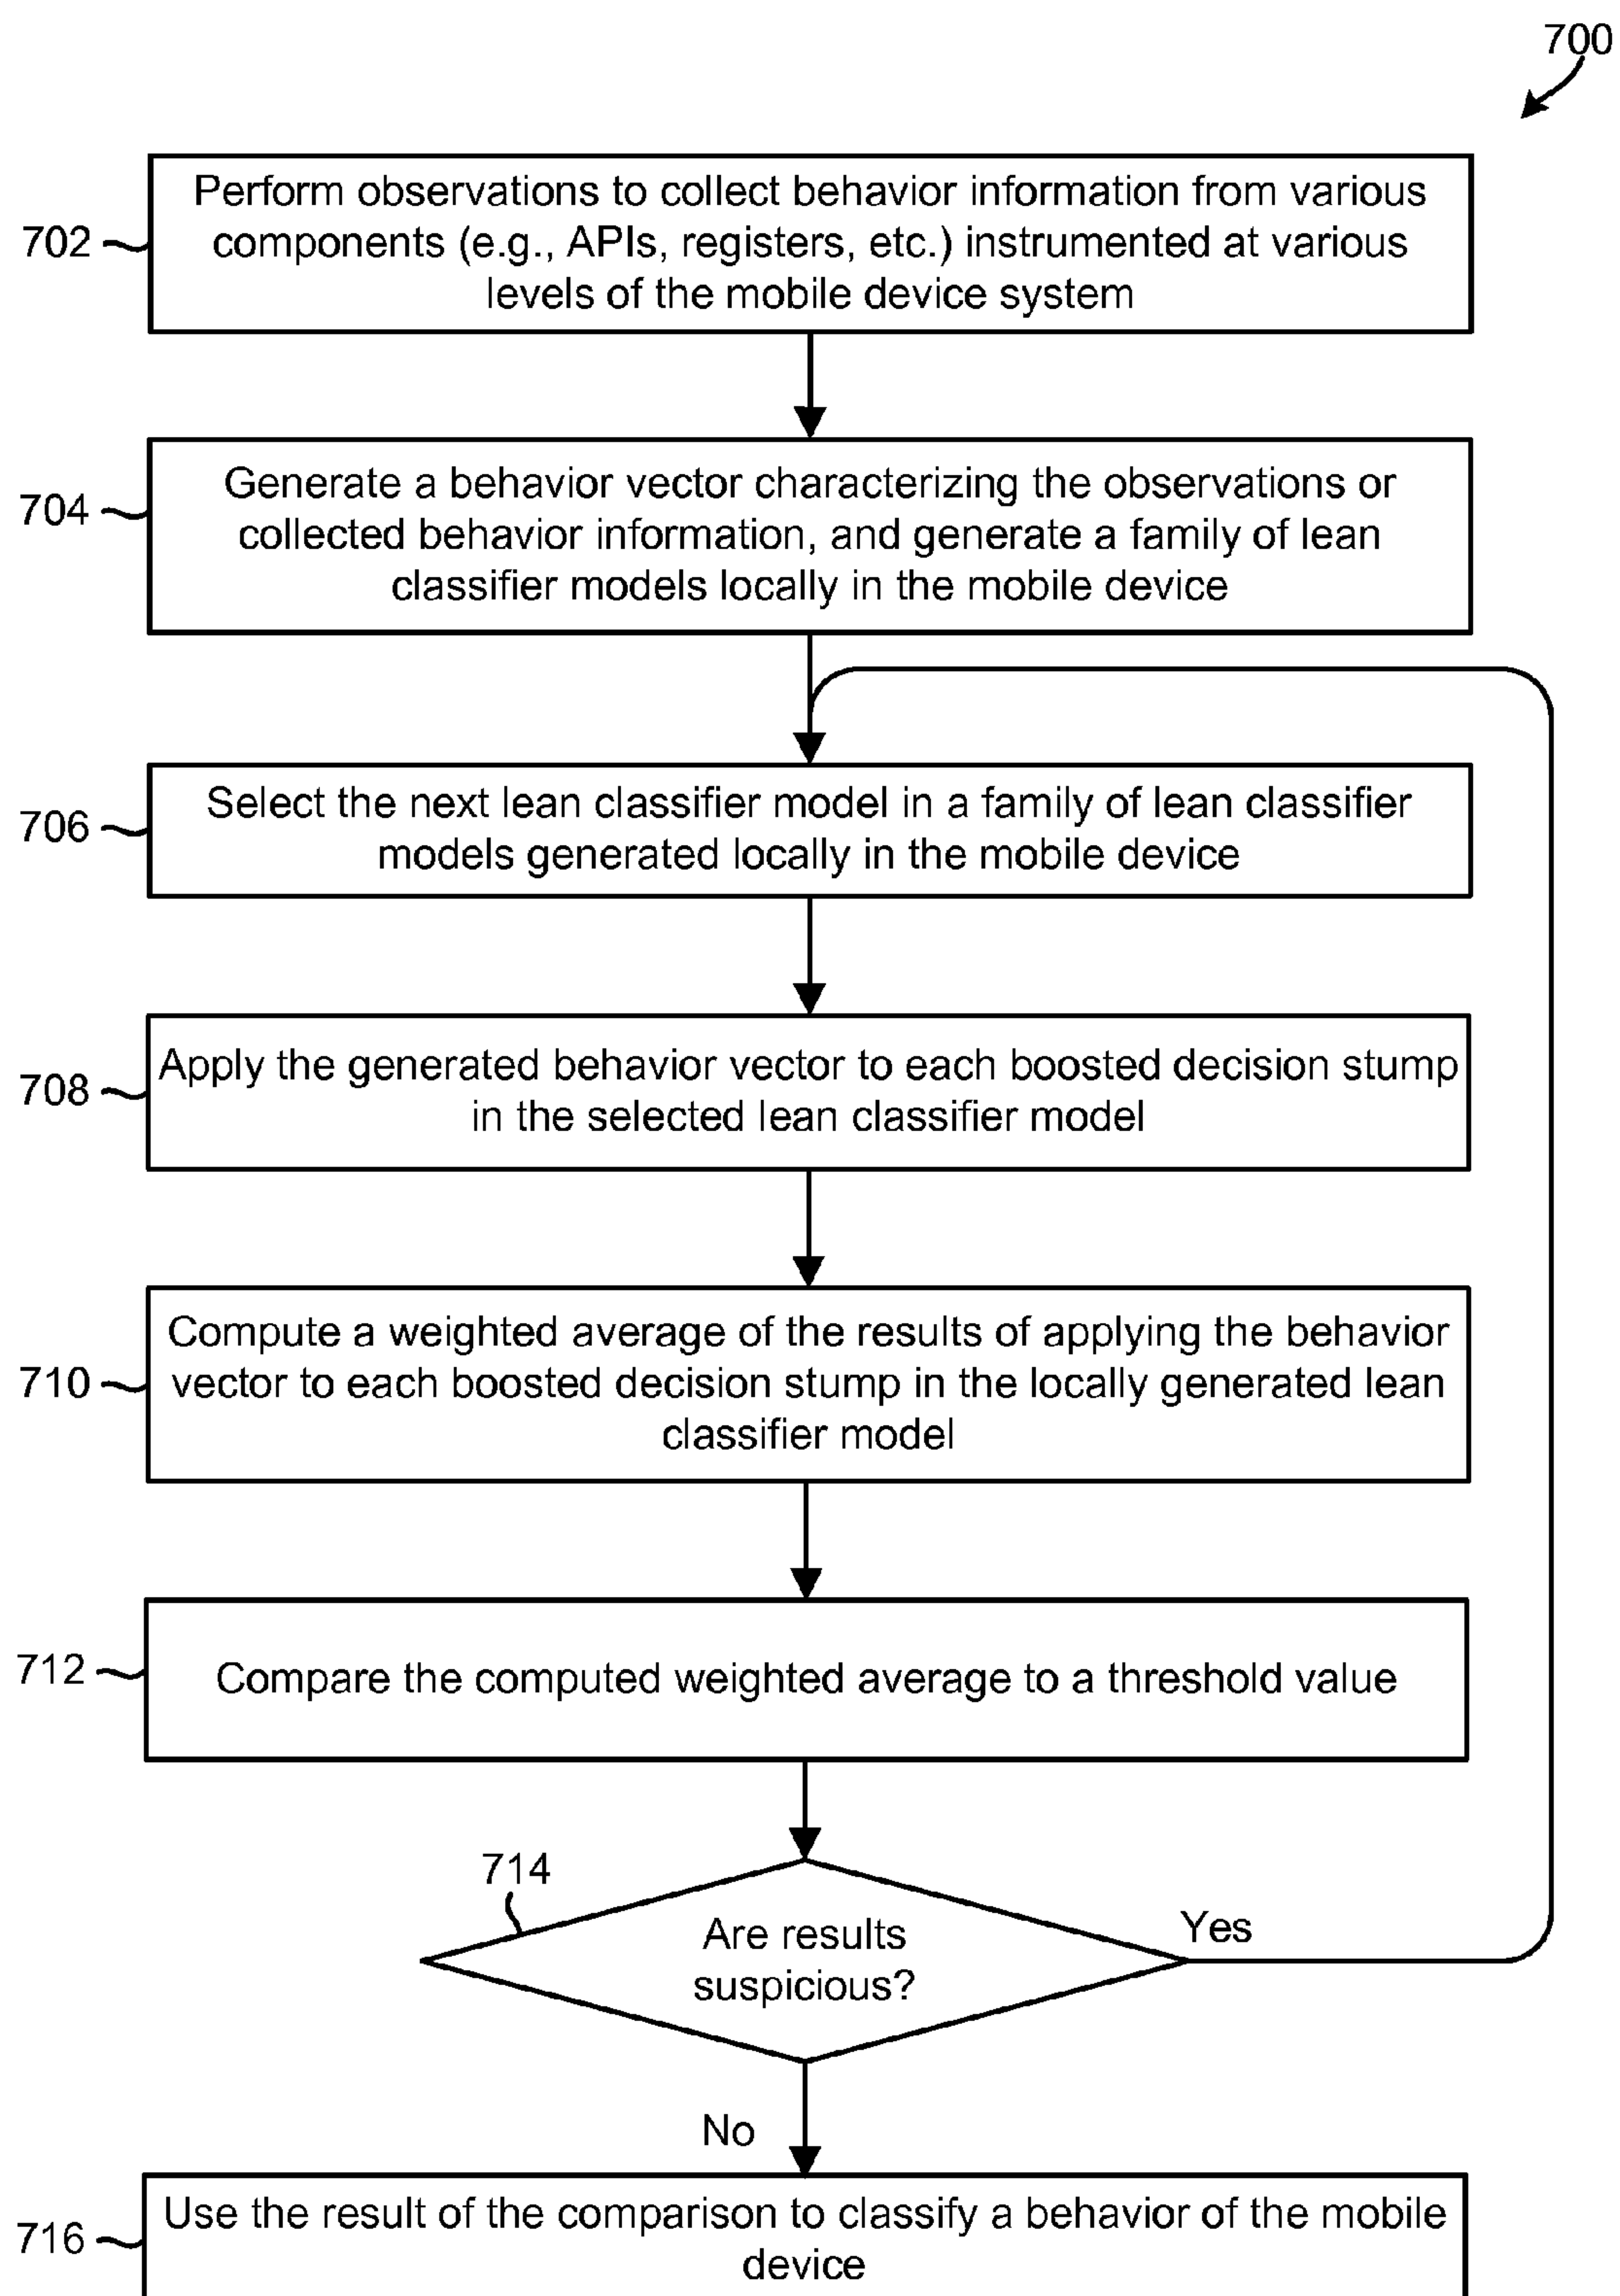 700
Perform observations to collect behavior information from various
components (e.g., APIs, registers, etc.) instrumented at various
levels of the mobile device system
702
Generate a behavior vector characterizing the observations or
collected behavior information, and generate a family of lean
classifier models locally in the mobile device
704
Select the next lean classifier model in a family of lean classifier
models generated locally in the mobile device
706
Apply the generated behavior vector to each boosted decision stump
in the selected lean classifier model
708
Compute a weighted average of the results of applying the behavior
vector to each boosted decision stump in the locally generated lean
classifier model
710
Compare the computed weighted average to a threshold value
712
714
Are results
suspicious?
Yes
No
Use the result of the comparison to classify a behavior of the mobile
device
716